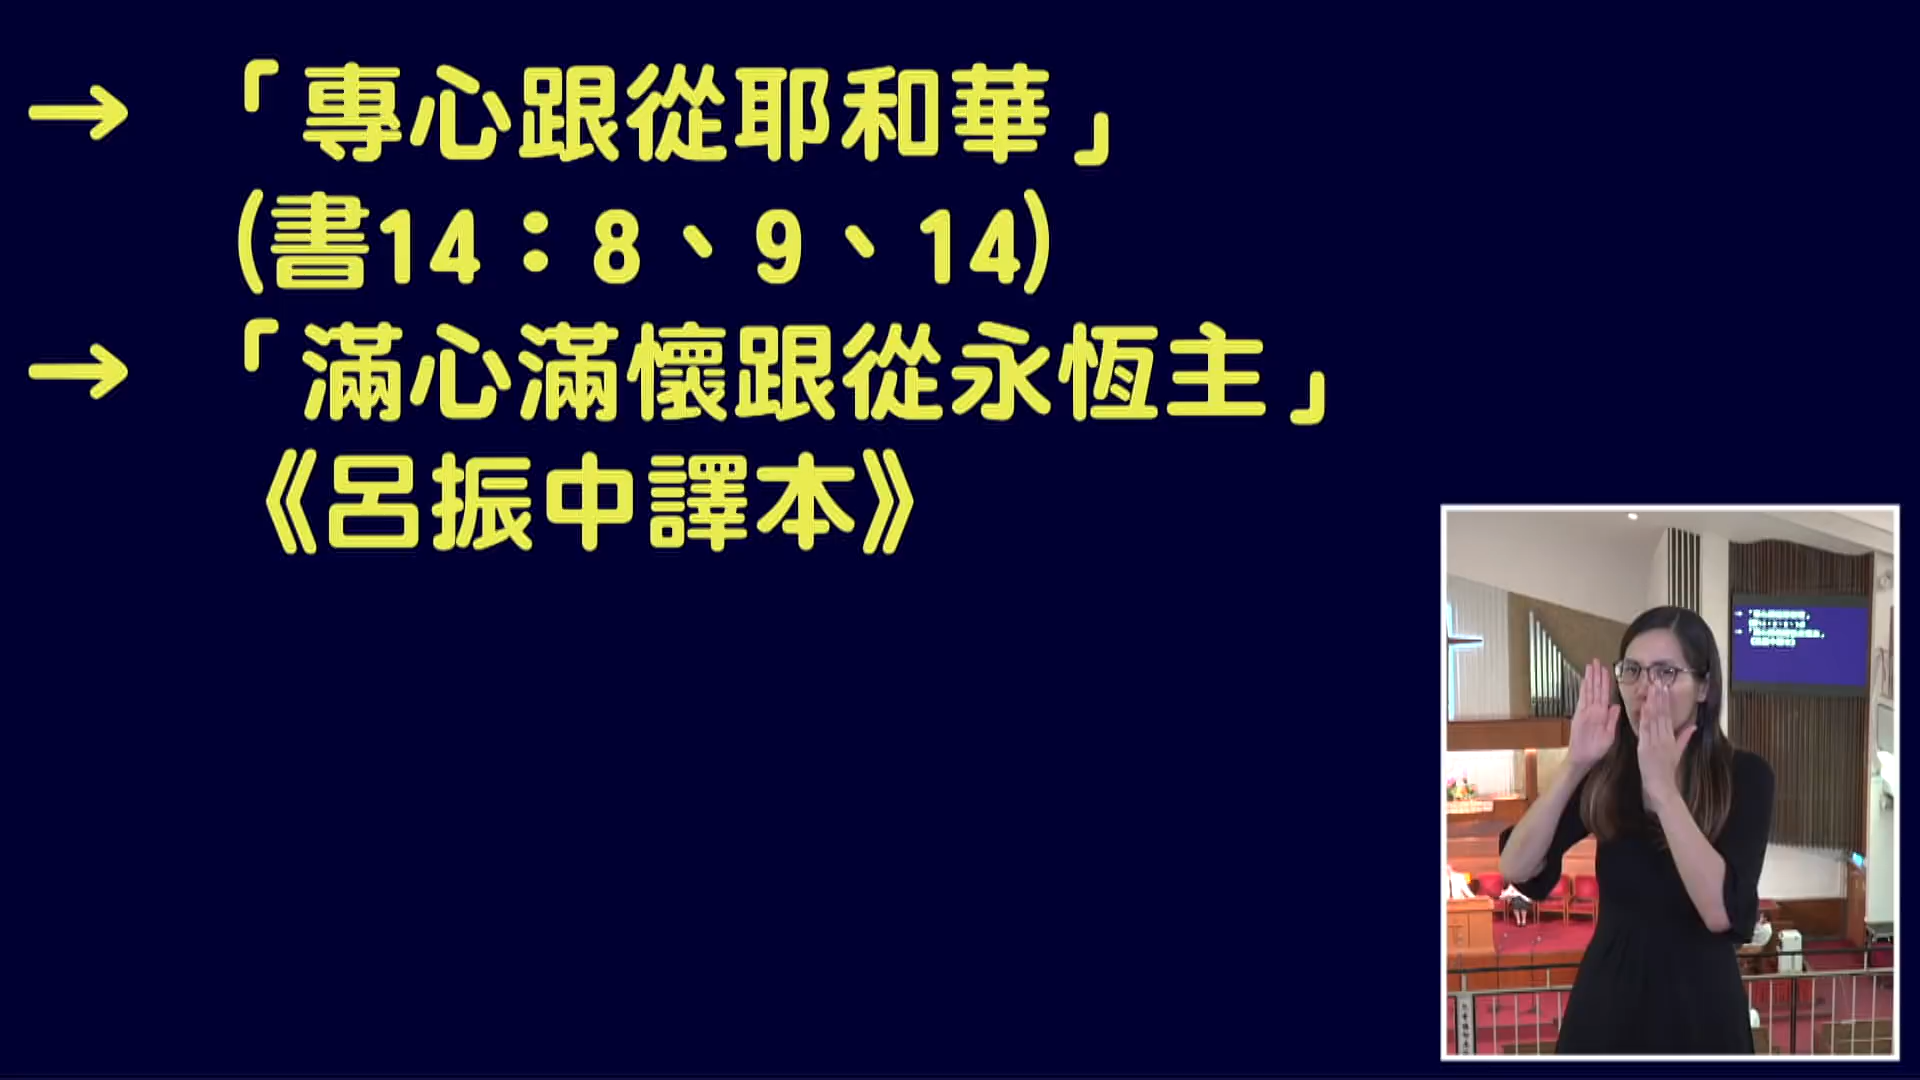 → 「專心跟從耶和華」
(書14：8、9、14)
→ 「滿心滿懷跟從永恆主」
《呂振中譯本》